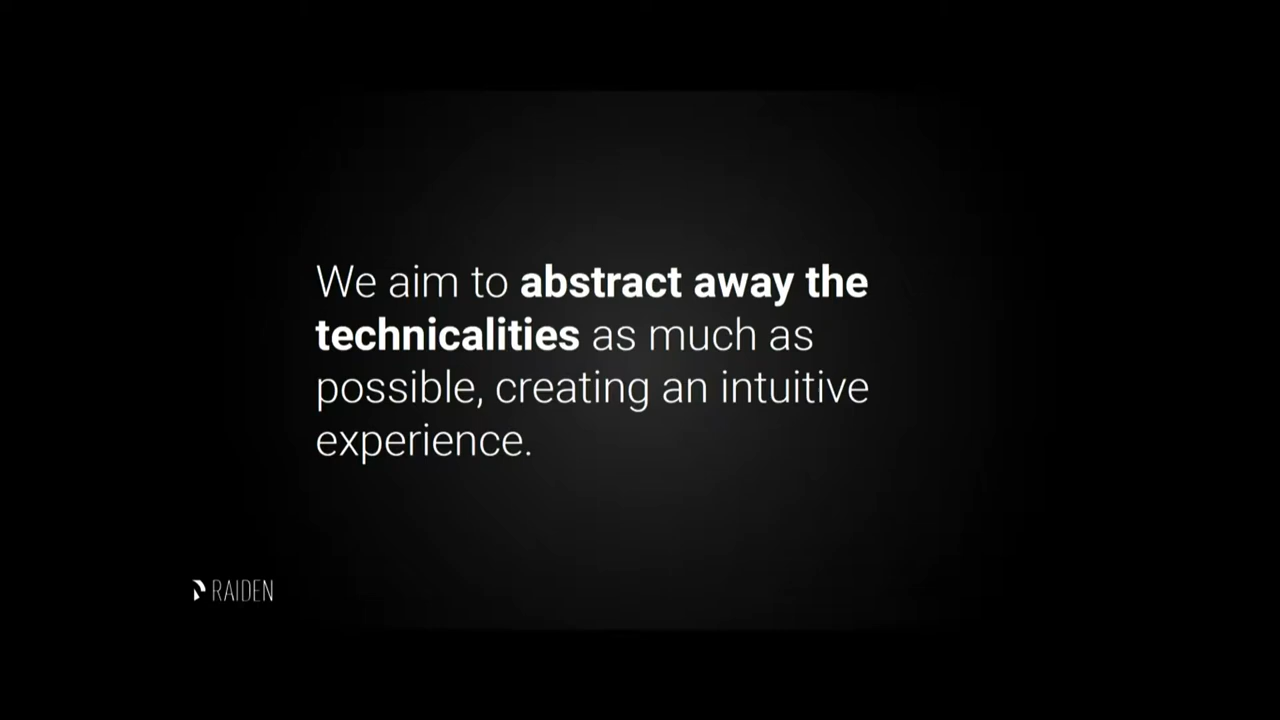 We aim to abstract away the
technicalities as much as
possible, creating an intuitive
experience.
RAIDEN